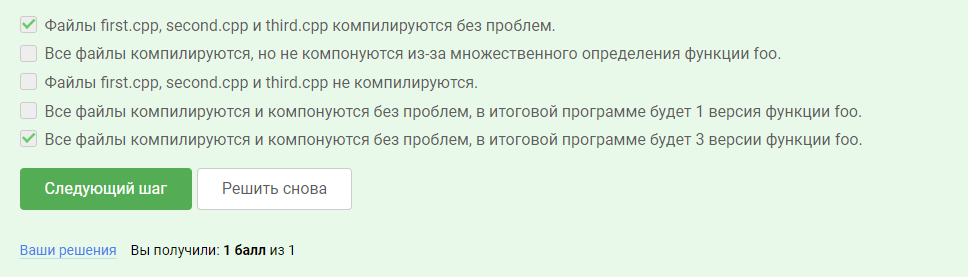 Файлы first.cpp, second.cpp и third.cpp компилируются без проблем.
Все файлы компилируются, но не компонуются из-за множественного определения функции foo.
Файлы first.cpp, second.cpp и third.cpp не компилируются.
Все файлы компилируются и компонуются без проблем, в итоговой программе будет 1 версия функции foo.
Все файлы компилируются и компонуются без проблем, в итоговой программе будет 3 версии функции foo.
Следующий шаг Решить снова
Ваши решения Вы получили: 1 балл из 1